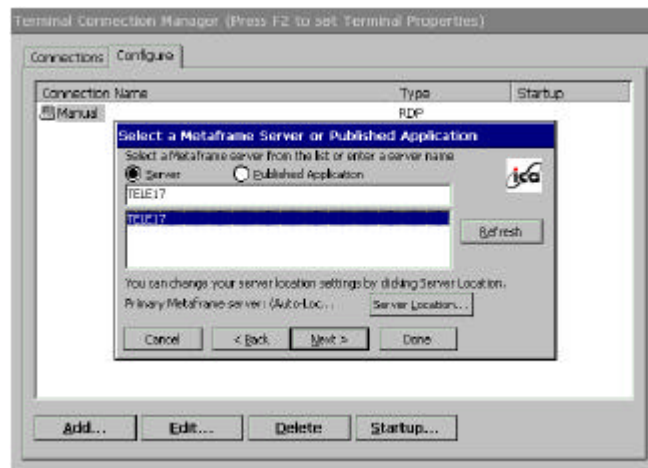 Terminal Connection Manager (Press F2 to set Terminal Properties)
Connections Configure
Connection Name Type Startup
Manual RDP
Select a Metaframe Server or Published Application
Select a Metaframe server from the list or enter a server name
Server Published Application
ica
TELE17
TELE17
Refresh
You can change your server location settings by clicking Server Location.
Primary Metaframe server: (Auto-Loc... Server Location...
Cancel < Back Next > Done
Add... Edit... Delete Startup...